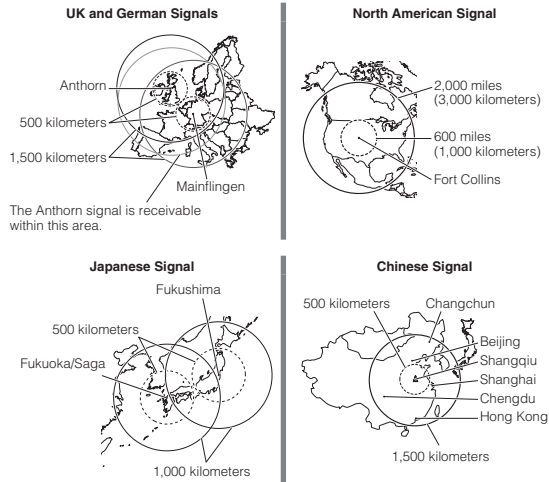 UK and German Signals
Anthorn
500 kilometers
1,500 kilometers
Mainflingen
The Anthorn signal is receivable
within this area.
North American Signal
2,000 miles
(3,000 kilometers)
600 miles
(1,000 kilometers)
Fort Collins
Japanese Signal
Fukushima
500 kilometers
Fukuoka/Saga
1,000 kilometers
Chinese Signal
500 kilometers
Changchun
Beijing
Shangqiu
Shanghai
Chengdu
Hong Kong
1,500 kilometers